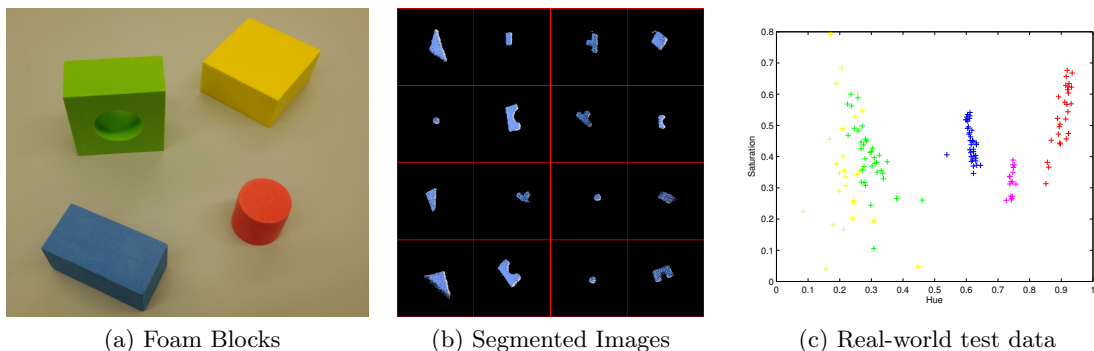 0.8
0.7
0.6
0.5
0.4
0.3
0.2
0.1
0
Saturation
0 0.1 0.2 0.3 0.4 0.5 0.6 0.7 0.8 0.9 1
Hue
(a) Foam Blocks
(b) Segmented Images
(c) Real-world test data